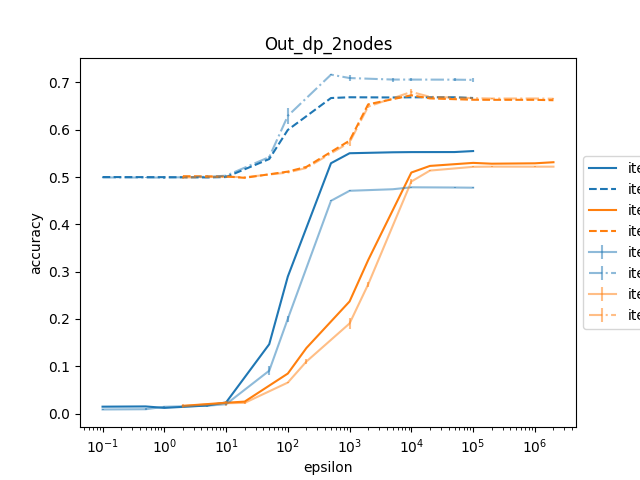 Out_dp_2nodes
accuracy
0.7
0.6
0.5
0.4
0.3
0.2
0.1
0.0
10⁻¹ 10⁰ 10¹ 10² 10³ 10⁴ 10⁵ 10⁶
epsilon
ite
ite
ite
ite
ite
ite
ite
ite